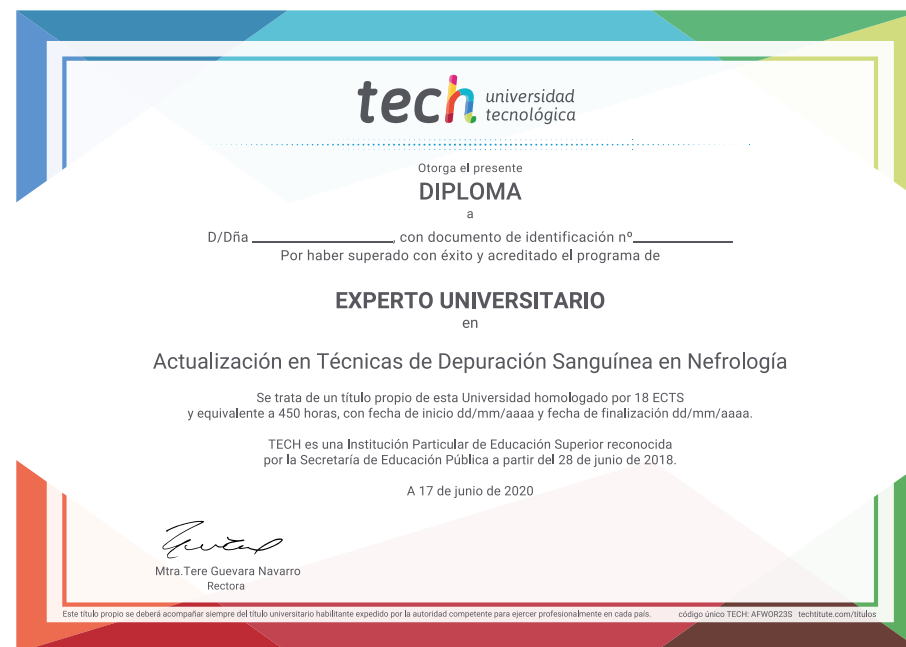 tech universidad
tecnológica
Otorga el presente
DIPLOMA
a
D/Dña ____________________, con documento de identificación nº______________
Por haber superado con éxito y acreditado el programa de
EXPERTO UNIVERSITARIO
en
Actualización en Técnicas de Depuración Sanguínea en Nefrología
Se trata de un título propio de esta Universidad homologado por 18 ECTS
y equivalente a 450 horas, con fecha de inicio dd/mm/aaaa y fecha de finalización dd/mm/aaaa.
TECH es una Institución Particular de Educación Superior reconocida
por la Secretaría de Educación Pública a partir del 28 de junio de 2018.
A 17 de junio de 2020
Mtra.Tere Guevara Navarro
Rectora
Este título propio se deberá acompañar siempre del título universitario habilitante expedido por la autoridad competente para ejercer profesionalmente en cada país. código único TECH: AFWOR23S techtitute.com/titulos